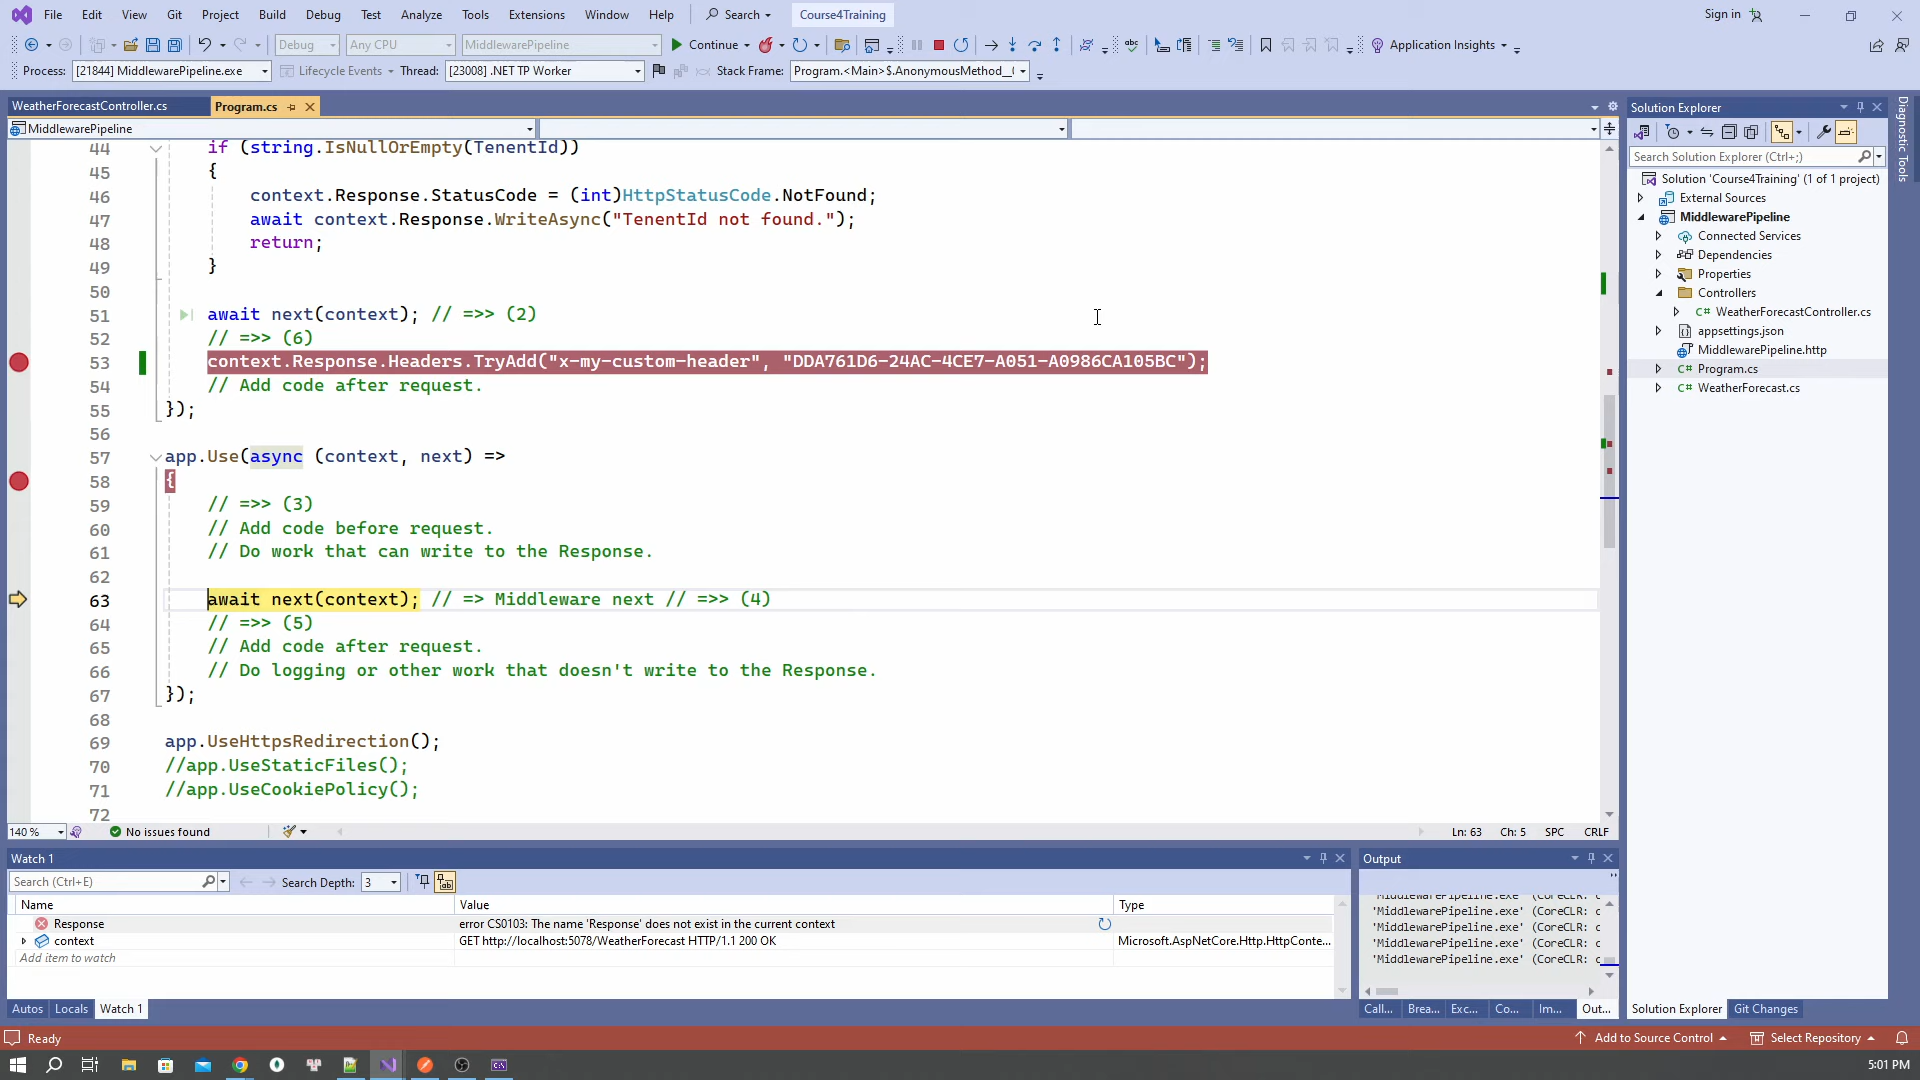 File Edit View Git Project Build Debug Test Analyze Tools Extensions Window Help Search Course4Training Sign in
Debug Any CPU MiddlewarePipeline Continue Application Insights
Process: [21844] MiddlewarePipeline.exe Lifecycle Events Thread: [23008] .NET TP Worker Stack Frame: Program.<Main>$.AnonymousMethod__(
WeatherForecastController.cs Program.cs
MiddlewarePipeline
44 if (string.IsNullOrEmpty(TenentId))
45 {
46 context.Response.StatusCode = (int)HttpStatusCode.NotFound;
47 await context.Response.WriteAsync("TenentId not found.");
48 return;
49 }
50
51 await next(context); // =>> (2)
52 // =>> (6)
53 context.Response.Headers.TryAdd("x-my-custom-header", "DDA761D6-24AC-4CE7-A051-A0986CA105BC");
54 // Add code after request.
55 });
56
57 app.Use(async (context, next) =>
58 {
59 // =>> (3)
60 // Add code before request.
61 // Do work that can write to the Response.
62
63 await next(context); // => Middleware next // =>> (4)
64 // =>> (5)
65 // Add code after request.
66 // Do logging or other work that doesn't write to the Response.
67 });
68
69 app.UseHttpsRedirection();
70 //app.UseStaticFiles();
71 //app.UseCookiePolicy();
72
140 % No issues found Ln: 63 Ch: 5 SPC CRLF
Solution Explorer
Search Solution Explorer (Ctrl+;)
Solution 'Course4Training' (1 of 1 project)
External Sources
MiddlewarePipeline
Connected Services
Dependencies
Properties
Controllers
WeatherForecastController.cs
appsettings.json
MiddlewarePipeline.http
Program.cs
WeatherForecast.cs
Diagnostic Tools
Watch 1
Search (Ctrl+E) Search Depth: 3
Name Value Type
Response error CS0103: The name 'Response' does not exist in the current context
context GET http://localhost:5078/WeatherForecast HTTP/1.1 200 OK Microsoft.AspNetCore.Http.HttpConte...
Add item to watch
Autos Locals Watch 1
Output
'MiddlewarePipeline.exe' (CoreCLR: c
'MiddlewarePipeline.exe' (CoreCLR: c
'MiddlewarePipeline.exe' (CoreCLR: c
'MiddlewarePipeline.exe' (CoreCLR: c
'MiddlewarePipeline.exe' (CoreCLR: c
Call... Brea... Exc... Co... Im... Out...
Solution Explorer Git Changes
Ready Add to Source Control Select Repository
5:01 PM